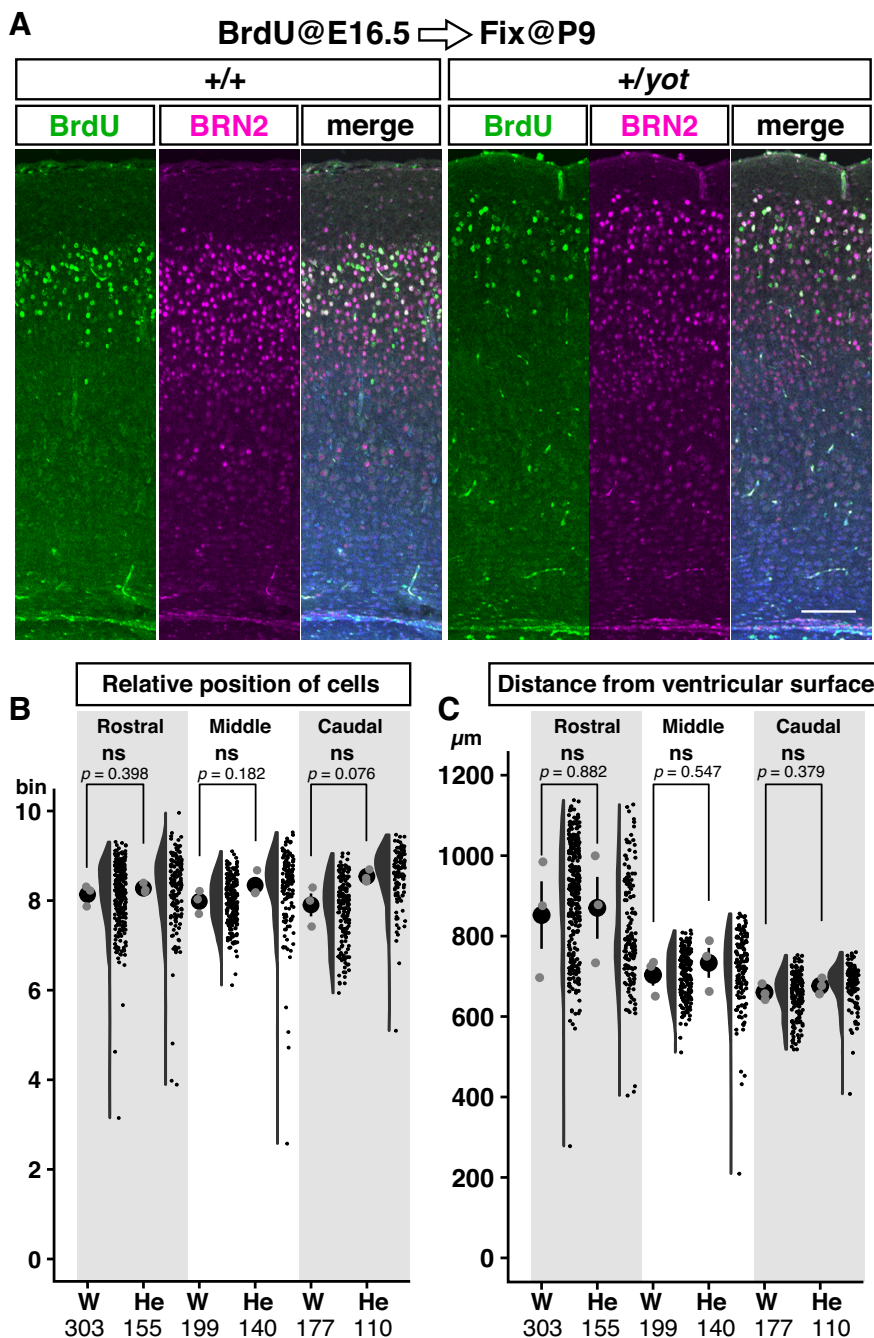 A
BrdU@E16.5 Fix@P9
+/+ +/yot
BrdU BRN2 merge BrdU BRN2 merge
B
Relative position of cells
bin
Rostral Middle Caudal
ns ns ns
p = 0.398 p = 0.182 p = 0.076
10
8
6
4
2
0
W He W He W He
303 155 199 140 177 110
C
Distance from ventricular surface
µm
Rostral Middle Caudal
ns ns ns
p = 0.882 p = 0.547 p = 0.379
1200
1000
800
600
400
200
0
W He W He W He
303 155 199 140 177 110